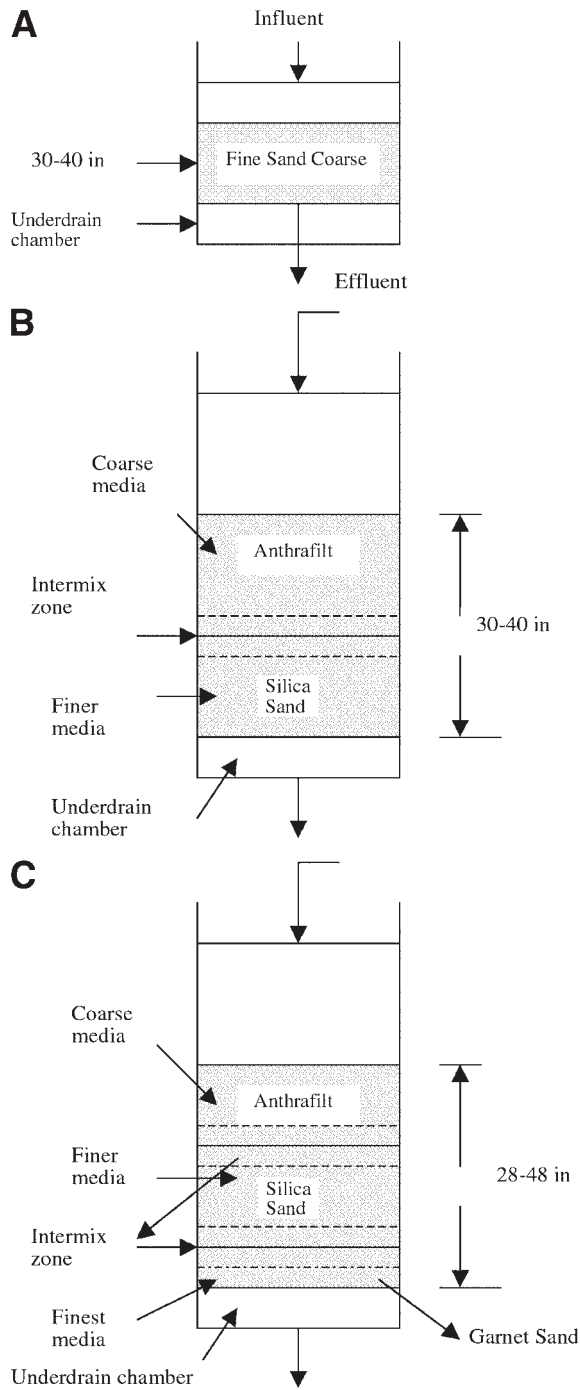 A
Influent
30-40 in
Fine Sand Coarse
Underdrain
chamber
Effluent
B
Coarse
media
Anthrafilt
Intermix
zone
30-40 in
Silica
Sand
Finer
media
Underdrain
chamber
C
Coarse
media
Anthrafilt
Finer
media
Silica
Sand
28-48 in
Intermix
zone
Finest
media
Garnet Sand
Underdrain chamber